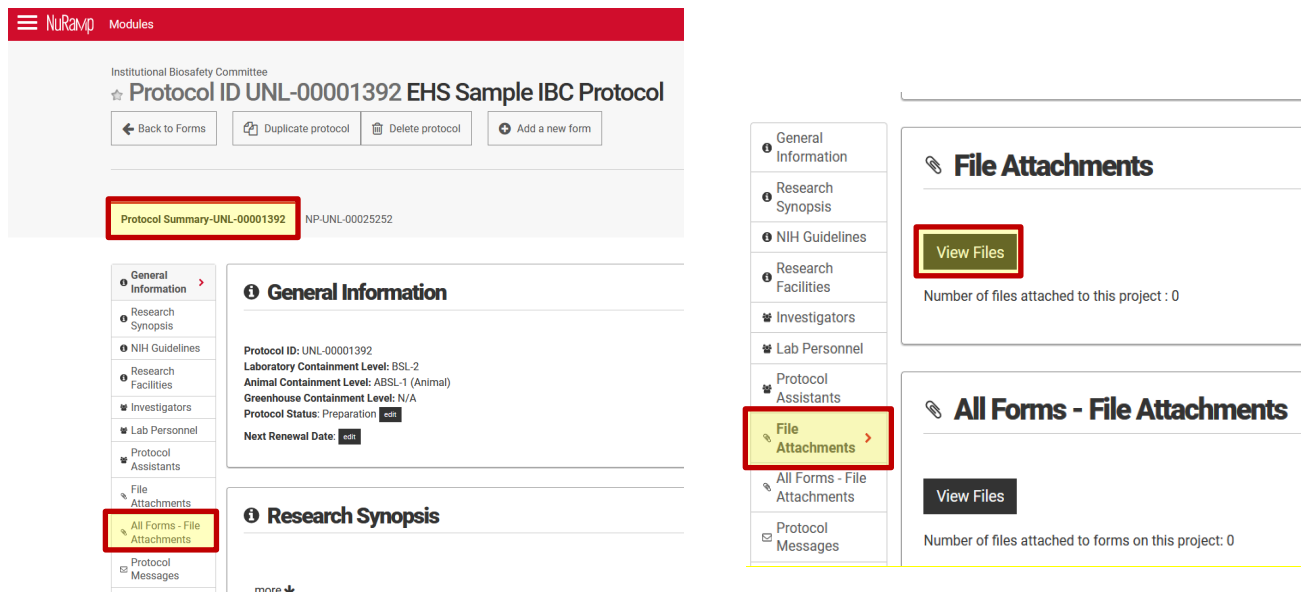 NuRamp Modules
Institutional Biosafety Committee
Protocol ID UNL-00001392 EHS Sample IBC Protocol
Back to Forms
Duplicate protocol
Delete protocol
Add a new form
Protocol Summary-UNL-00001392
NP-UNL-00025252
General
Information
Research
Synopsis
NIH Guidelines
Research
Facilities
Investigators
Lab Personnel
Protocol
Assistants
File
Attachments
All Forms - File
Attachments
Protocol
Messages
General Information
Protocol ID: UNL-00001392
Laboratory Containment Level: BSL-2
Animal Containment Level: ABSL-1 (Animal)
Greenhouse Containment Level: N/A
Protocol Status: Preparation edit
Next Renewal Date: edit
Research Synopsis
more
General
Information
Research
Synopsis
NIH Guidelines
Research
Facilities
Investigators
Lab Personnel
Protocol
Assistants
File
Attachments
All Forms - File
Attachments
Protocol
Messages
File Attachments
View Files
Number of files attached to this project : 0
All Forms - File Attachments
View Files
Number of files attached to forms on this project: 0